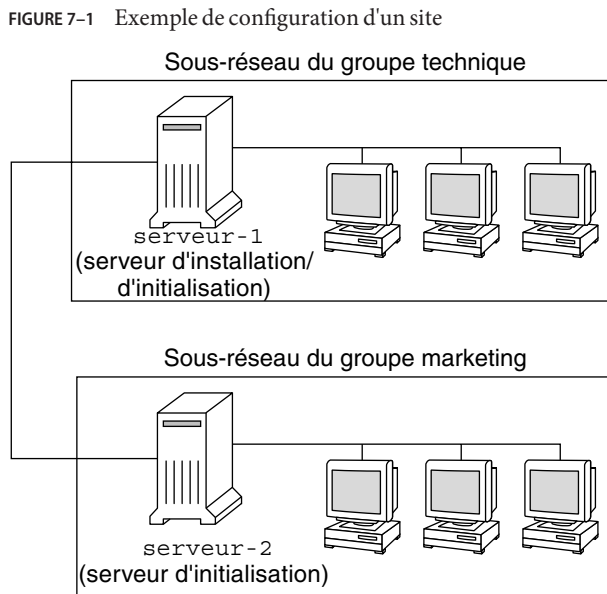 FIGURE 7–1 Exemple de configuration d'un site
Sous-réseau du groupe technique
serveur-1
(serveur d'installation/
d'initialisation)
Sous-réseau du groupe marketing
serveur-2
(serveur d'initialisation)